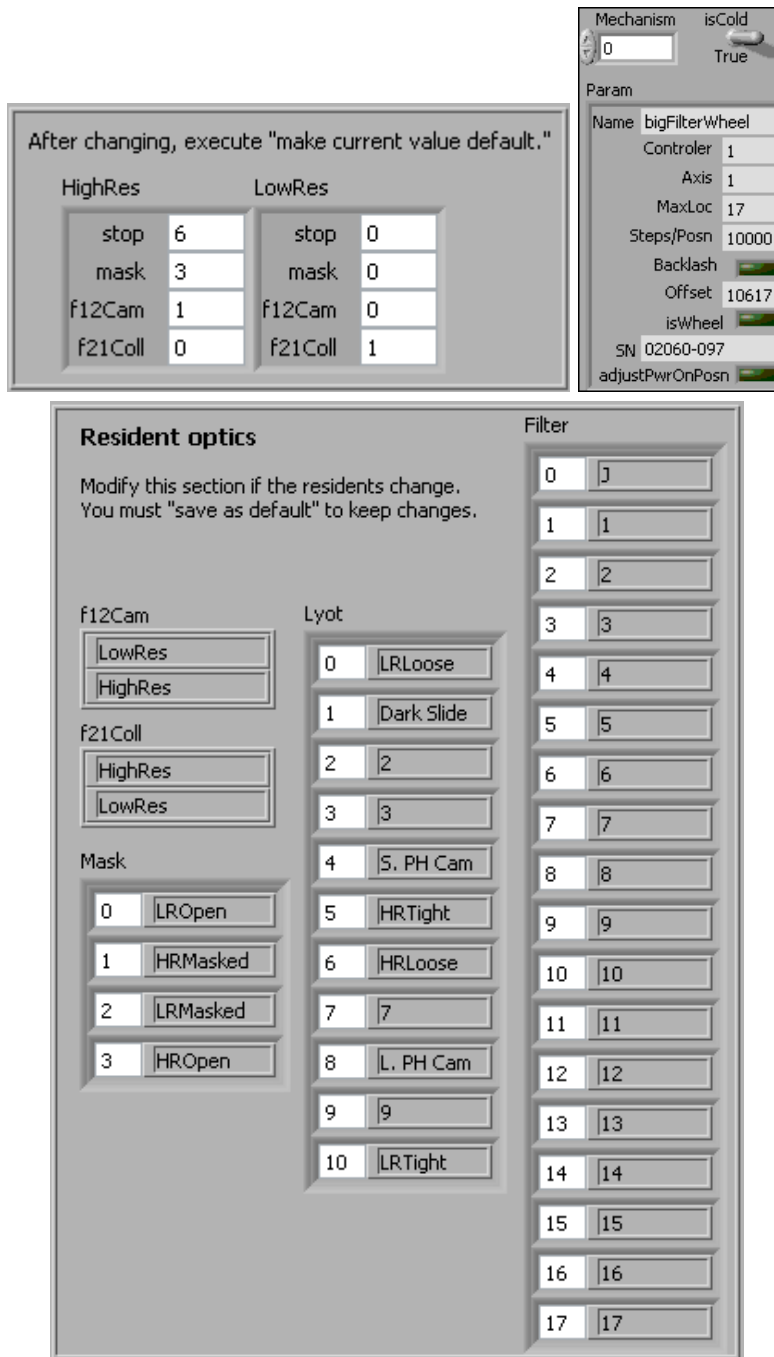 After changing, execute "make current value default."
HighRes
stop 6
mask 3
f12Cam 1
f21Coll 0
LowRes
stop 0
mask 0
f12Cam 0
f21Coll 1
Mechanism isCold
0 True
Param
Name bigFilterWheel
Controler 1
Axis 1
MaxLoc 17
Steps/Posn 10000
Backlash
Offset 10617
isWheel
SN 02060-097
adjustPwrOnPosn
Resident optics
Modify this section if the residents change.
You must "save as default" to keep changes.
f12Cam
LowRes
HighRes
f21Coll
HighRes
LowRes
Mask
0 LROpen
1 HRMasked
2 LRMasked
3 HROpen
Lyot
0 LRLoose
1 Dark Slide
2 2
3 3
4 S. PH Cam
5 HRTight
6 HRLoose
7 7
8 L. PH Cam
9 9
10 LRTight
Filter
0 J
1 1
2 2
3 3
4 4
5 5
6 6
7 7
8 8
9 9
10 10
11 11
12 12
13 13
14 14
15 15
16 16
17 17